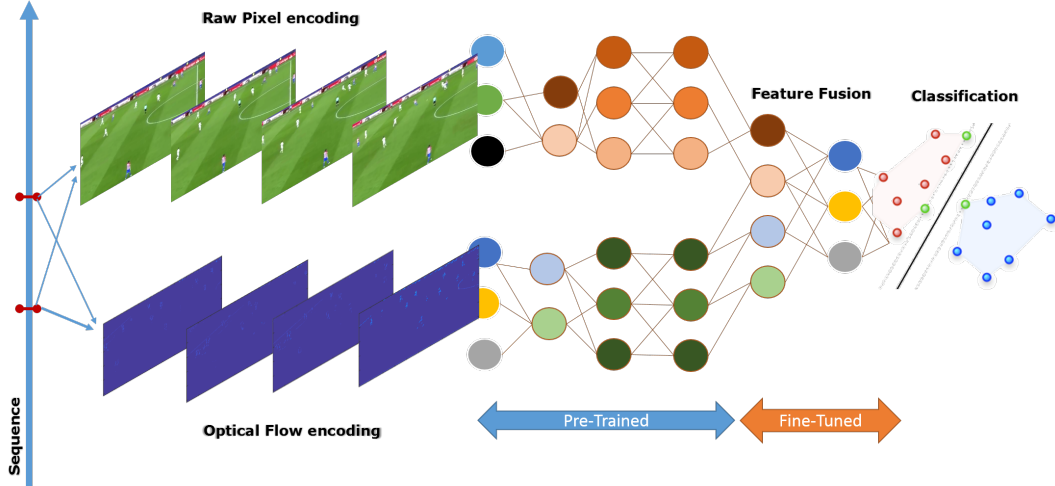 Raw Pixel encoding
Feature Fusion
Classification
Pre-Trained
Fine-Tuned
Optical Flow encoding
Sequence